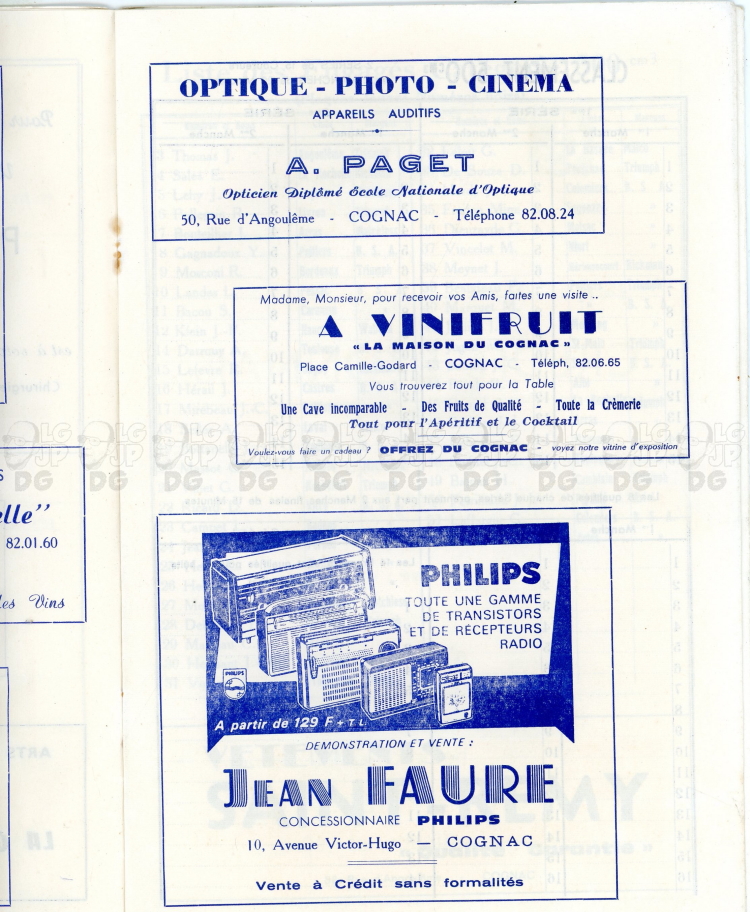 OPTIQUE - PHOTO - CINEMA
APPAREILS AUDITIFS
A. PAGET
Opticien Diplômé Ecole Nationale d'Optique
50, Rue d'Angoulême - COGNAC - Téléphone 82.08.24
Madame, Monsieur, pour recevoir vos Amis, faites une visite ..
A VINIFRUIT
« LA MAISON DU COGNAC »
Place Camille-Godard - COGNAC - Téléph, 82.06.65
Vous trouverez tout pour la Table
Une Cave incomparable - Des Fruits de Qualité - Toute la Crèmerie
Tout pour l'Apéritif et le Cocktail
Voulez-vous faire un cadeau ? OFFREZ DU COGNAC - voyez notre vitrine d'exposition
elle"
82.01.60
des Vins
PHILIPS
TOUTE UNE GAMME
DE TRANSISTORS
ET DE RÉCEPTEURS
RADIO
PHILIPS
A partir de 129 F + T L
DEMONSTRATION ET VENTE :
JEAN FAURE
CONCESSIONNAIRE PHILIPS
10, Avenue Victor-Hugo - COGNAC
Vente à Crédit sans formalités